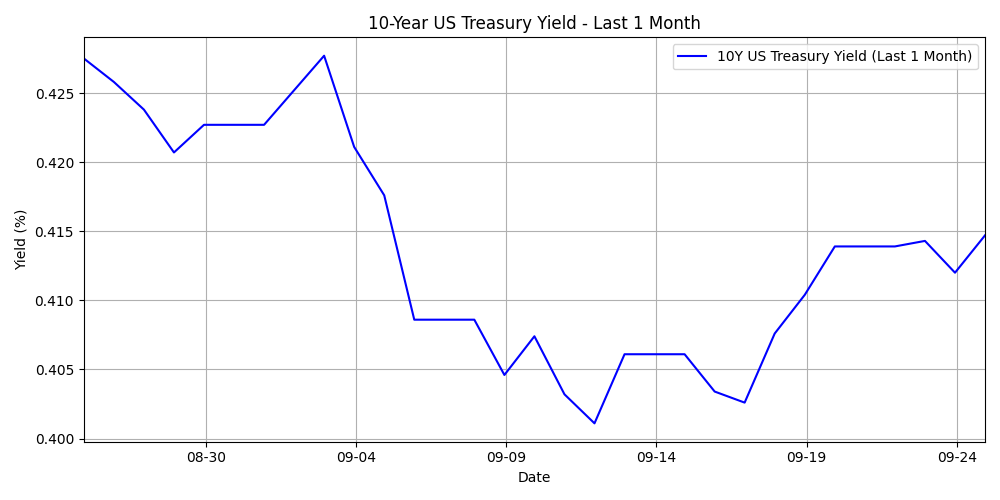 10-Year US Treasury Yield - Last 1 Month
10Y US Treasury Yield (Last 1 Month)
Yield (%)
0.425
0.420
0.415
0.410
0.405
0.400
08-30 09-04 09-09 09-14 09-19 09-24
Date